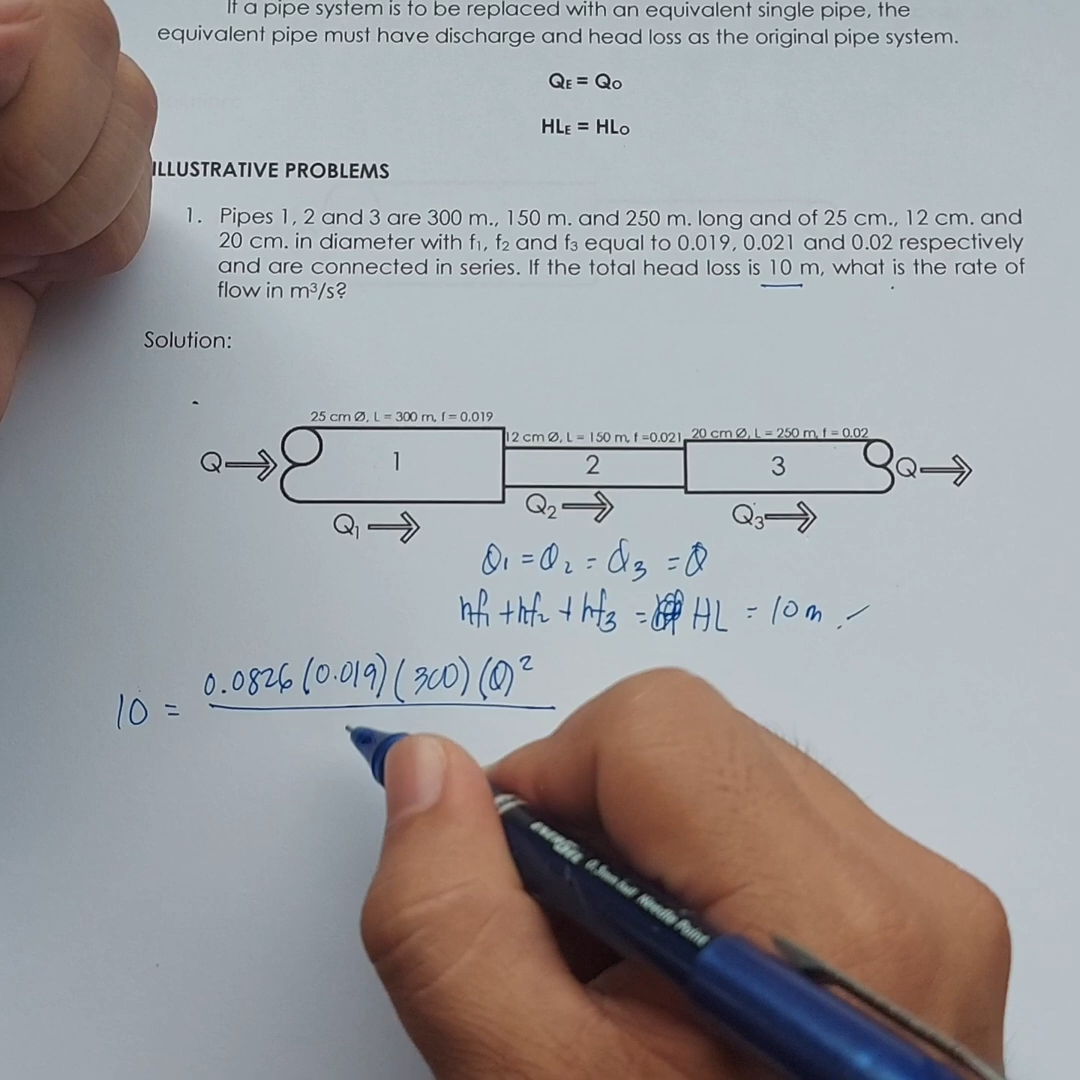 If a pipe system is to be replaced with an equivalent single pipe, the
equivalent pipe must have discharge and head loss as the original pipe system.
QE = QO
HLE = HLO
ILLUSTRATIVE PROBLEMS
1. Pipes 1, 2 and 3 are 300 m., 150 m. and 250 m. long and of 25 cm., 12 cm. and
20 cm. in diameter with f1, f2 and f3 equal to 0.019, 0.021 and 0.02 respectively
and are connected in series. If the total head loss is 10 m, what is the rate of
flow in m³/s?
Solution:
25 cm Ø, L = 300 m, f = 0.019
12 cm Ø, L = 150 m, f =0.021
20 cm Ø, L = 250 m, f = 0.02
Q 1 2 3 Q
Q1 Q2 Q3
Q1 = Q2 = Q3 = Q
hf1 + hf2 + hf3 = HL = 10m
10 = 0.0826 (0.019) (300) (Q)²
0.5mm Needle Point